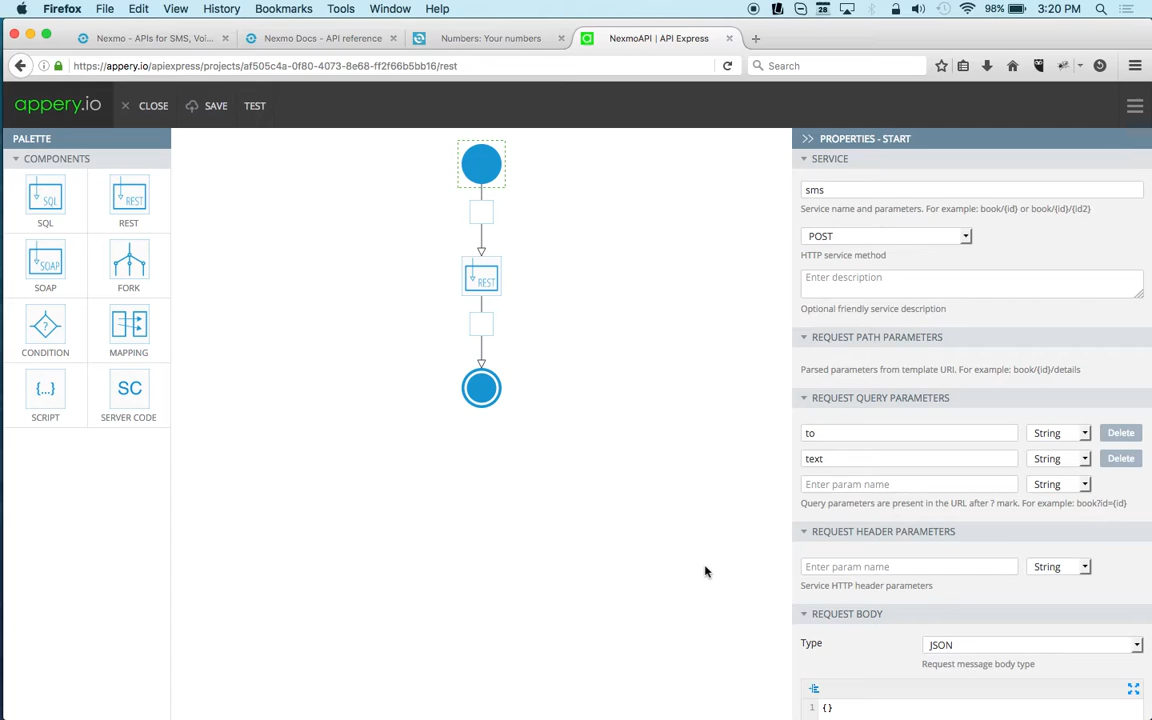 Firefox File Edit View History Bookmarks Tools Window Help 28 98% 3:20 PM
Nexmo - APIs for SMS, Voi... Nexmo Docs - API reference Numbers: Your numbers NexmoAPI | API Express
https://appery.io/apiexpress/projects/af505c4a-0f80-4073-8e68-ff2f66b5bb16/rest Search
appery.io CLOSE SAVE TEST
PALETTE
COMPONENTS
SQL REST
SQL REST
SOAP
SOAP FORK
?
CONDITION MAPPING
{...} SC
SCRIPT SERVER CODE
REST
PROPERTIES - START
SERVICE
sms
Service name and parameters. For example: book/{id} or book/{id}/{id2}
POST
HTTP service method
Enter description
Optional friendly service description
REQUEST PATH PARAMETERS
Parsed parameters from template URI. For example: book/{id}/details
REQUEST QUERY PARAMETERS
to String Delete
text String Delete
Enter param name String
Query parameters are present in the URL after ? mark. For example: book?id={id}
REQUEST HEADER PARAMETERS
Enter param name String
Service HTTP header parameters
REQUEST BODY
Type JSON
Request message body type
1 {}